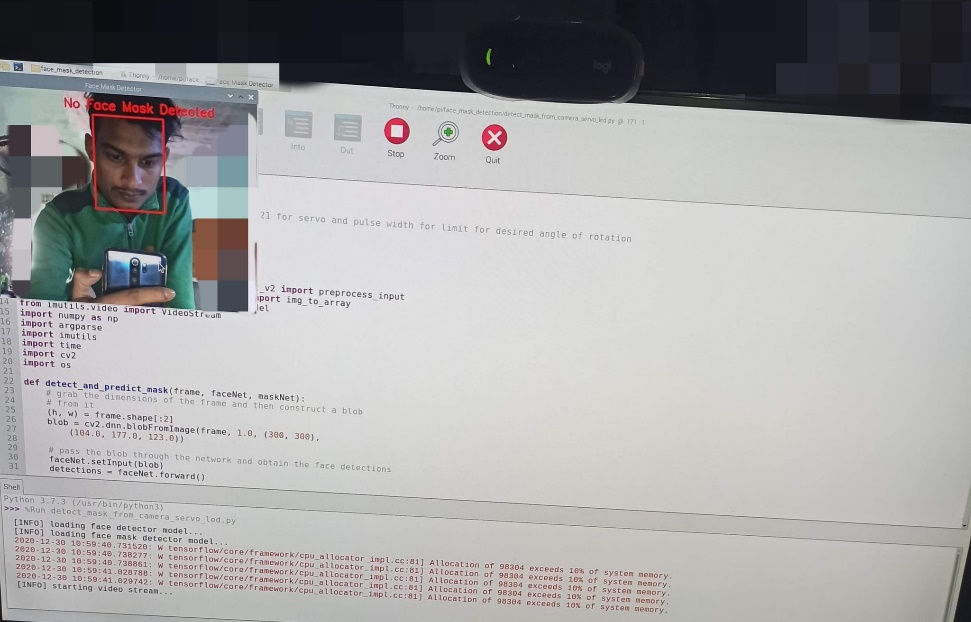 logi
face_mask_detection
Thonny - /home/pi/face_
Face Mask Detector
Face Mask Detector
No Face Mask Detected
Thonny - /home/pi/face_mask_detection/detect_mask_from_camera_servo_led.py @ 171 : 1
Into
Out
Stop
Zoom
Quit
21 for servo and pulse width for limit for desired angle of rotation
_v2 import preprocess_input
import img_to_array
del
14 from imutils.video import VideoStream
15 import numpy as np
16 import argparse
17 import imutils
18 import time
19 import cv2
20 import os
21
22 def detect_and_predict_mask(frame, faceNet, maskNet):
23 # grab the dimensions of the frame and then construct a blob
24 # from it
25 (h, w) = frame.shape[:2]
26 blob = cv2.dnn.blobFromImage(frame, 1.0, (300, 300),
27 (104.0, 177.0, 123.0))
28
29 # pass the blob through the network and obtain the face detections
30 faceNet.setInput(blob)
31 detections = faceNet.forward()
Shell
Python 3.7.3 (/usr/bin/python3)
>>> %Run detect_mask_from_camera_servo_led.py
[INFO] loading face detector model...
[INFO] loading face mask detector model...
2020-12-30 10:59:40.731520: W tensorflow/core/framework/cpu_allocator_impl.cc:81] Allocation of 98304 exceeds 10% of system memory.
2020-12-30 10:59:40.738277: W tensorflow/core/framework/cpu_allocator_impl.cc:81] Allocation of 98304 exceeds 10% of system memory.
2020-12-30 10:59:40.738861: W tensorflow/core/framework/cpu_allocator_impl.cc:81] Allocation of 98304 exceeds 10% of system memory.
2020-12-30 10:59:41.028788: W tensorflow/core/framework/cpu_allocator_impl.cc:81] Allocation of 98304 exceeds 10% of system memory.
2020-12-30 10:59:41.029742: W tensorflow/core/framework/cpu_allocator_impl.cc:81] Allocation of 98304 exceeds 10% of system memory.
[INFO] starting video stream...